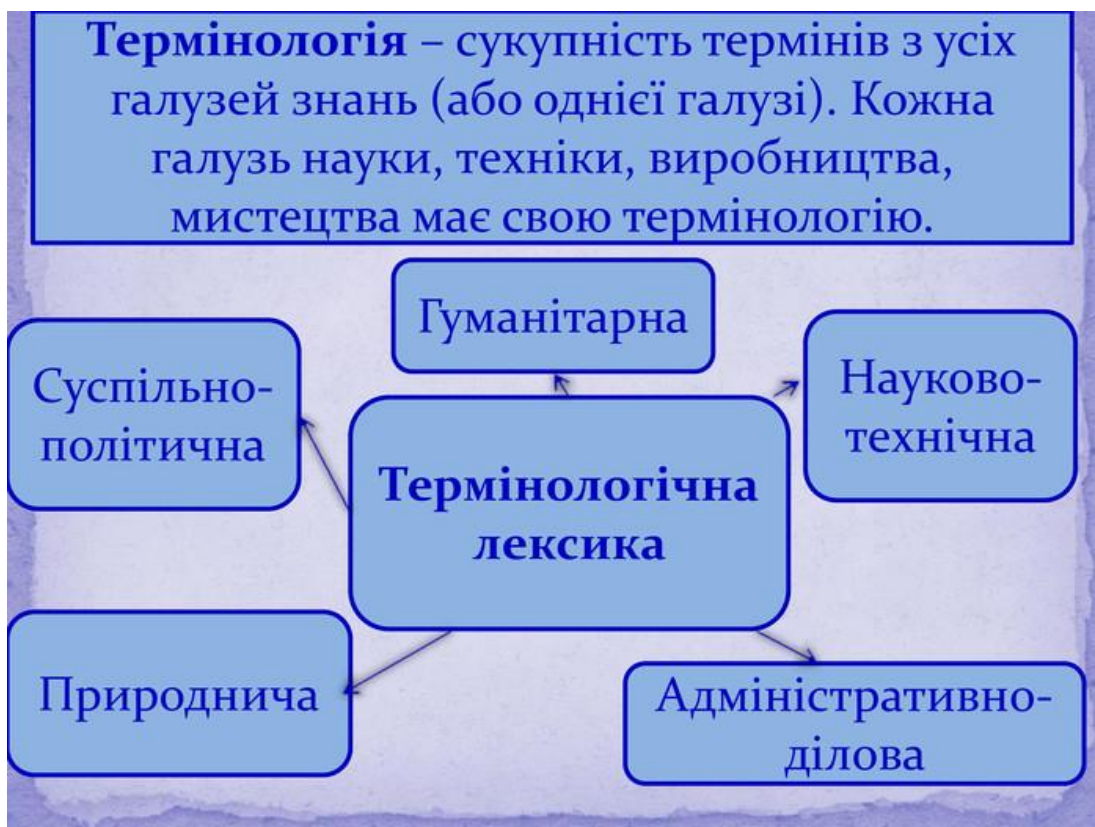 Термінологія – сукупність термінів з усіх
галузей знань (або однієї галузі). Кожна
галузь науки, техніки, виробництва,
мистецтва має свою термінологію.
Гуманітарна
Суспільно-
політична
Науково-
технічна
Термінологічна
лексика
Природнича
Адміністративно-
ділова